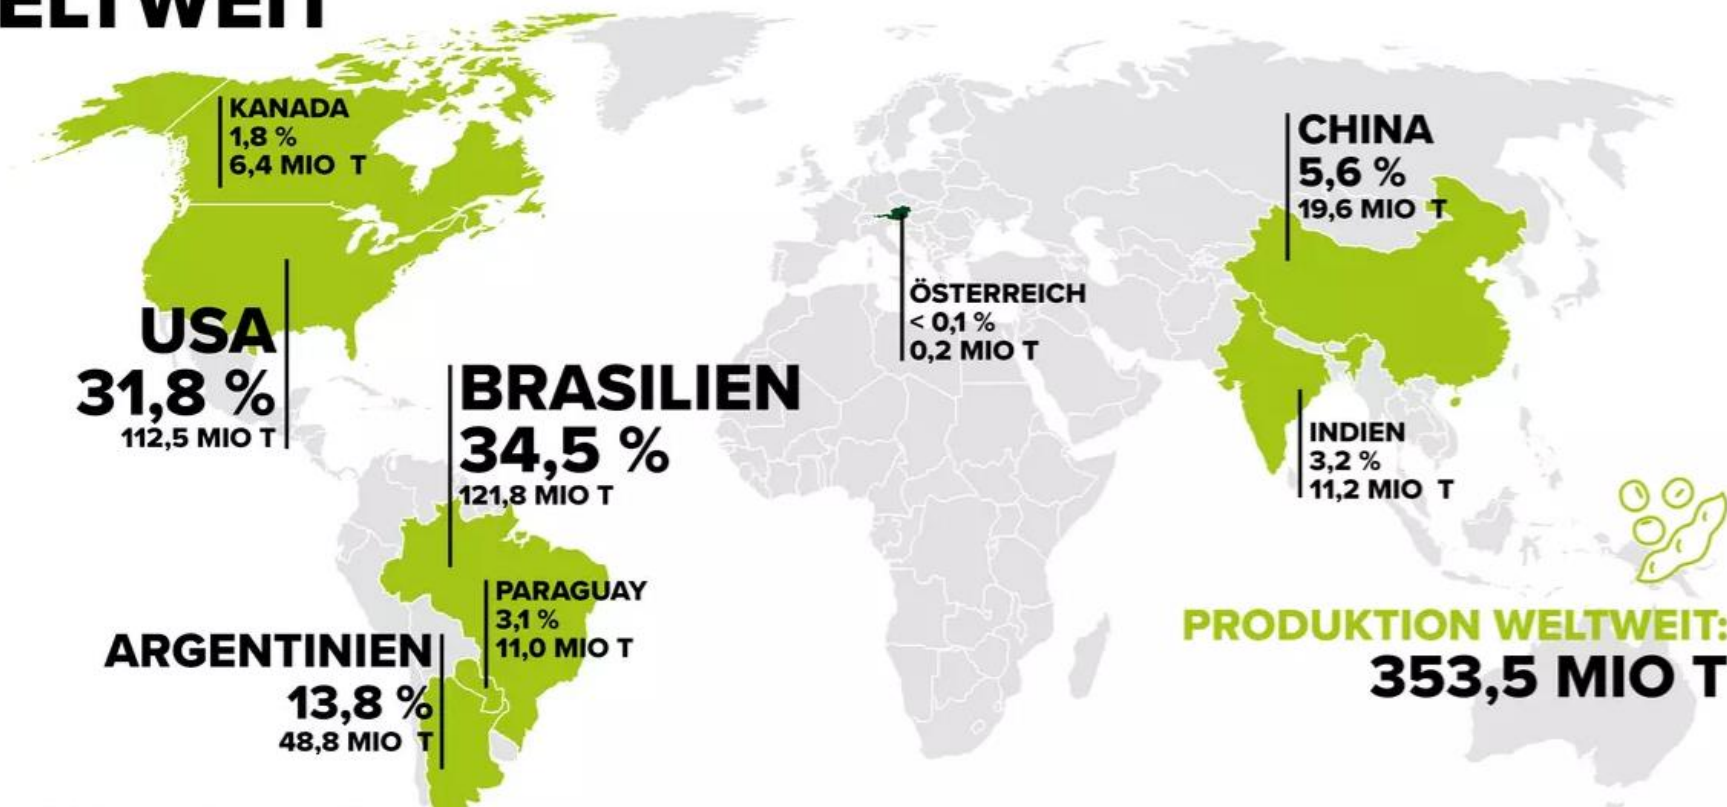 ELTWEIT
KANADA
1,8 %
6,4 MIO T
USA
31,8 %
112,5 MIO T
BRASILIEN
34,5 %
121,8 MIO T
PARAGUAY
3,1 %
11,0 MIO T
ARGENTINIEN
13,8 %
48,8 MIO T
ÖSTERREICH
< 0,1 %
0,2 MIO T
CHINA
5,6 %
19,6 MIO T
INDIEN
3,2 %
11,2 MIO T
PRODUKTION WELTWEIT:
353,5 MIO T